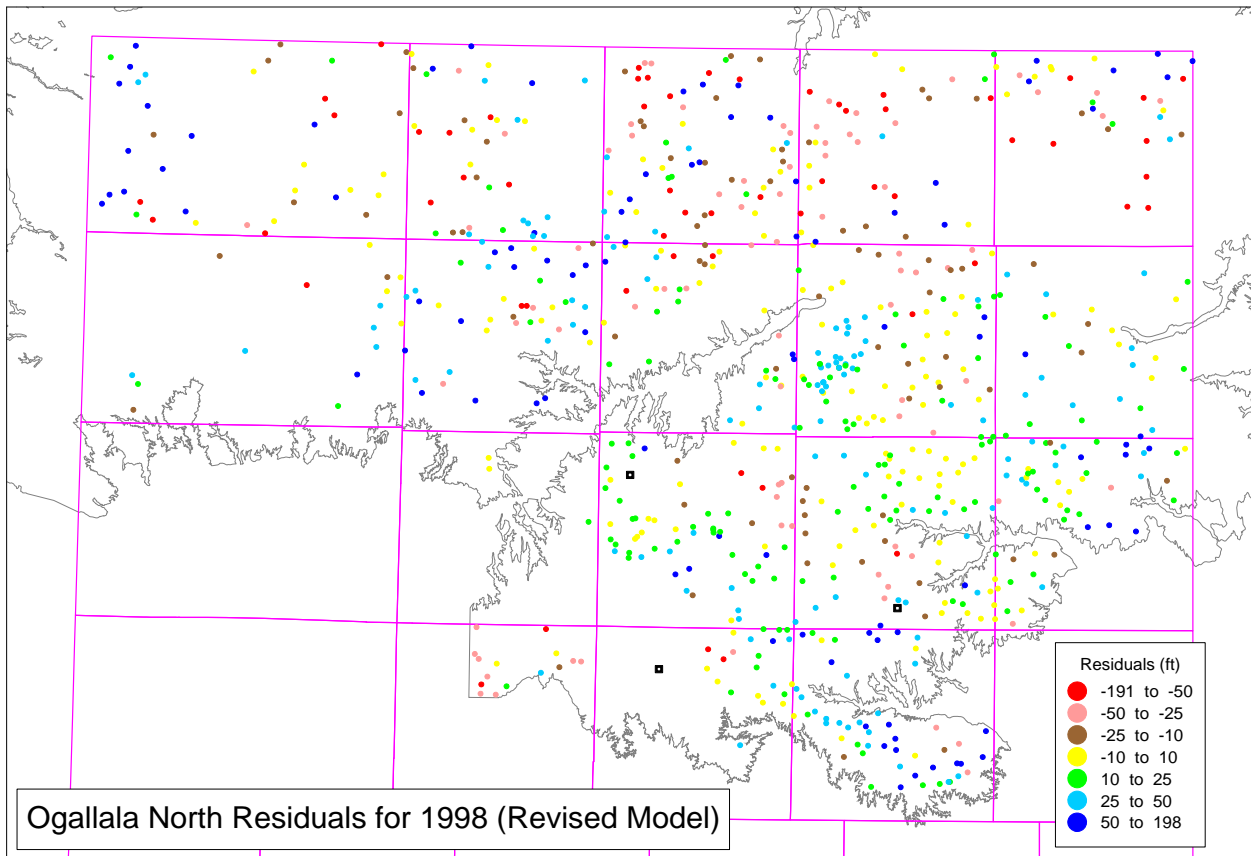 Residuals (ft)
-191 to -50
-50 to -25
-25 to -10
-10 to 10
10 to 25
25 to 50
50 to 198
Ogallala North Residuals for 1998 (Revised Model)